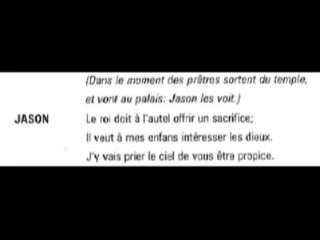 (Dans le moment des prêtres sortent du temple,
et vont au palais: Jason les voit.)
JASON Le roi doit à l'autel offrir un sacrifice;
Il veut à mes enfans intéresser les dieux.
J'y vais prier le ciel de vous être propice.